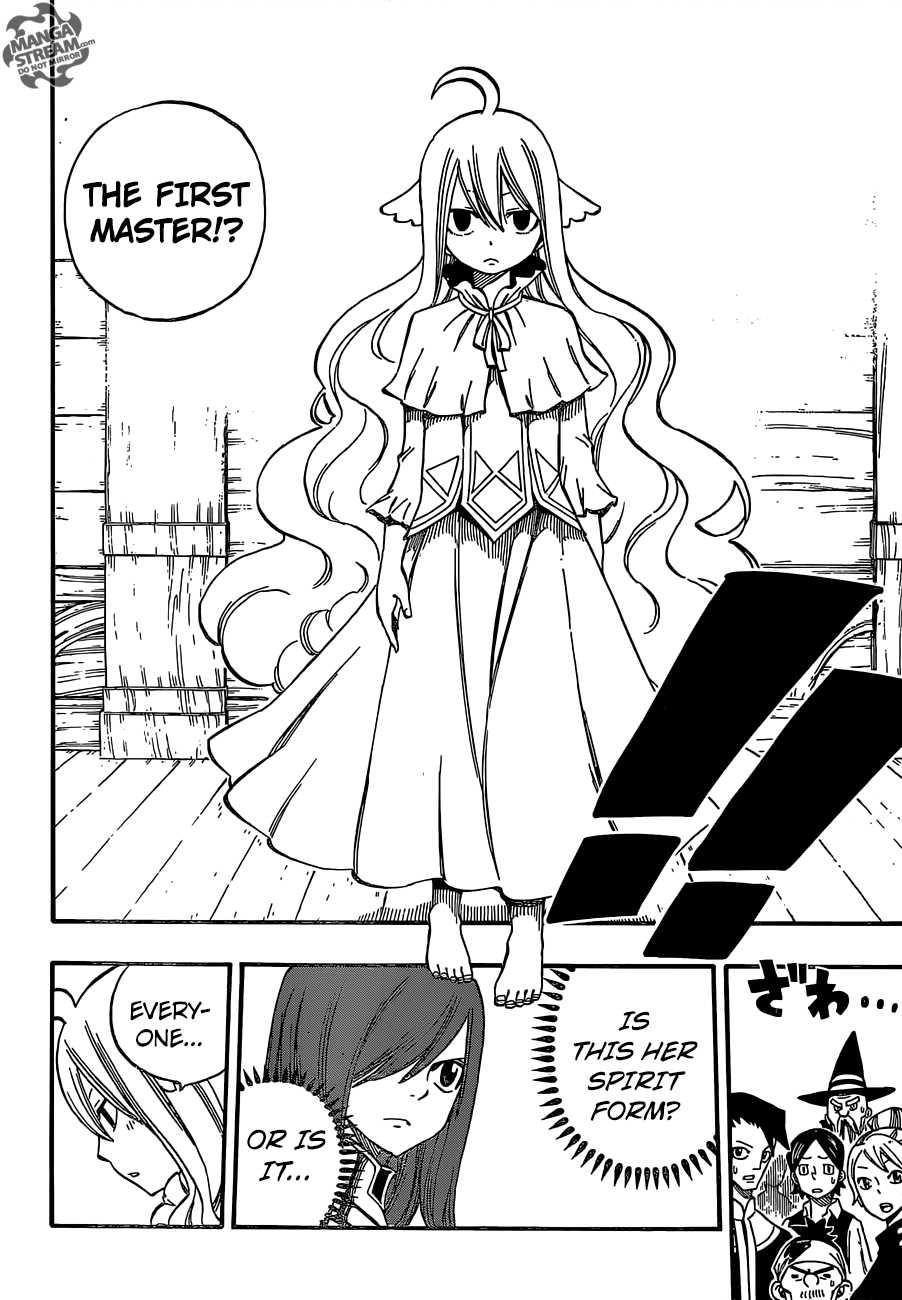 MANGA
STREAM.com
DO NOT MIRROR
THE FIRST
MASTER!?
!!
ざわ...
IS
THIS HER
SPIRIT
FORM?
OR IS
IT...
EVERY-
ONE...